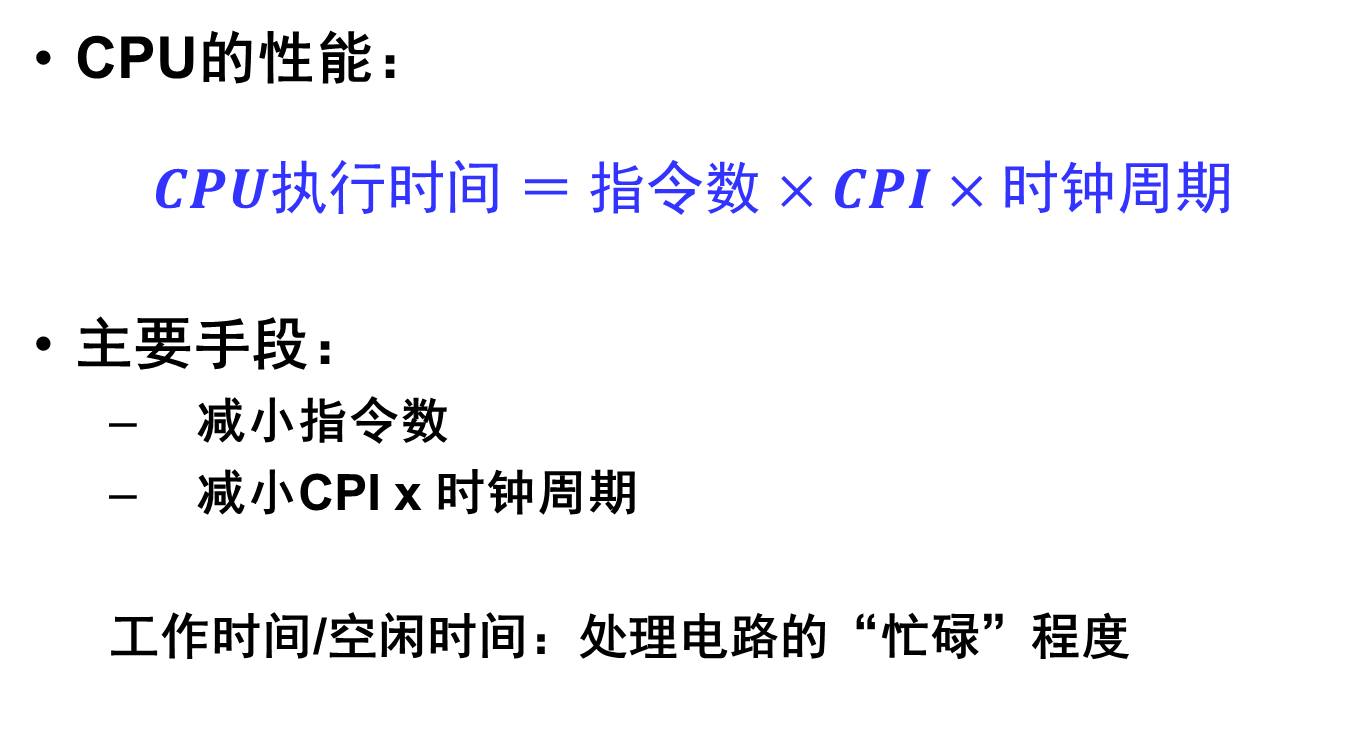 • CPU的性能：
CPU执行时间 = 指令数 × CPI × 时钟周期
• 主要手段：
– 减小指令数
– 减小CPI x 时钟周期
工作时间/空闲时间：处理电路的“忙碌”程度